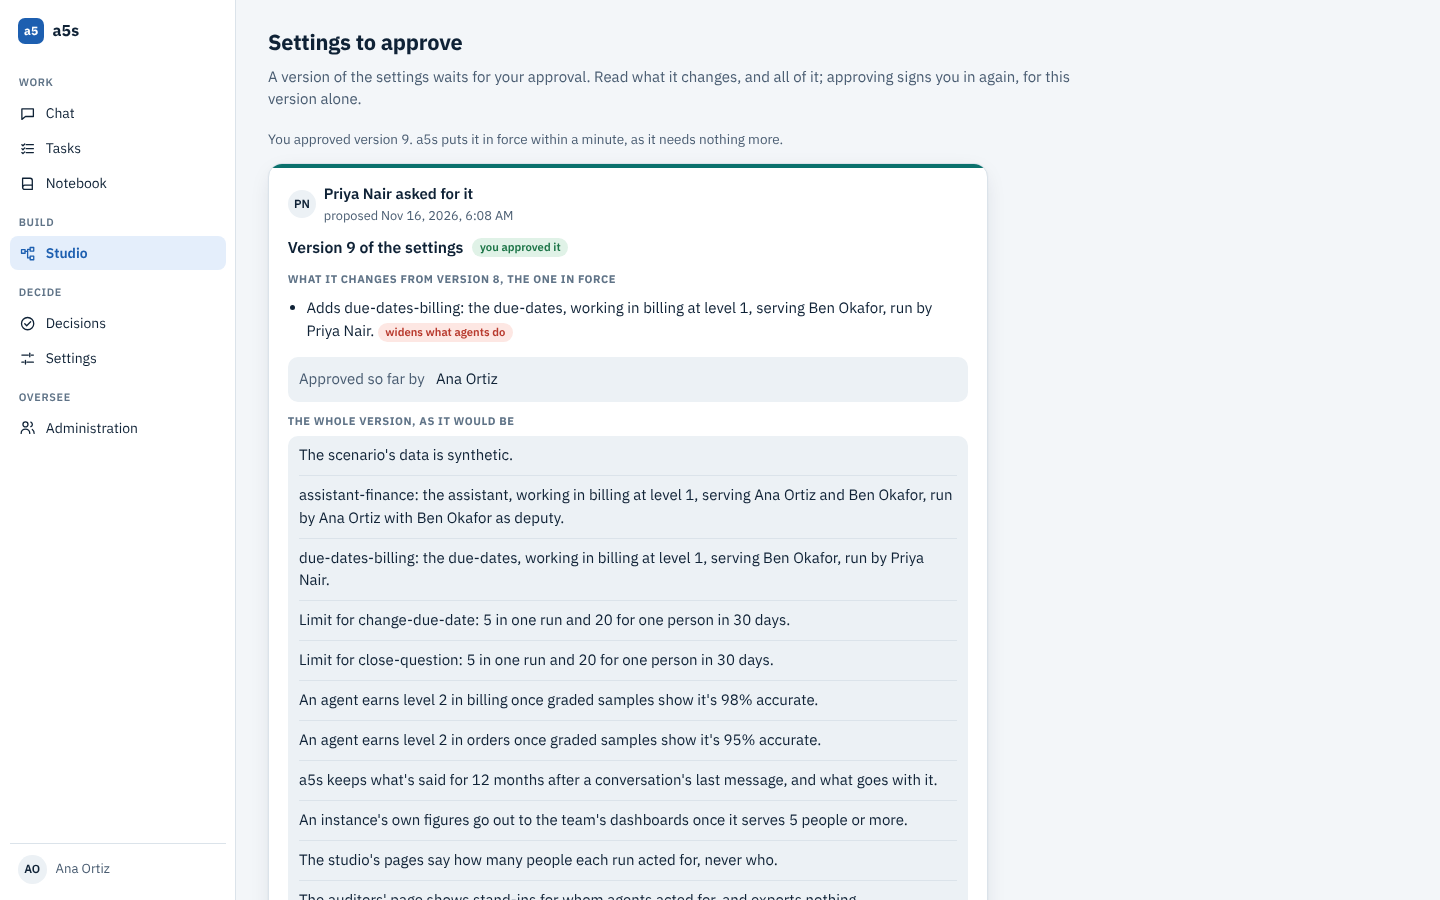 a5 a5s
WORK
Chat
Tasks
Notebook
BUILD
Studio
DECIDE
Decisions
Settings
OVERSEE
Administration
AO Ana Ortiz
Settings to approve
A version of the settings waits for your approval. Read what it changes, and all of it; approving signs you in again, for this
version alone.
You approved version 9. a5s puts it in force within a minute, as it needs nothing more.
PN
Priya Nair asked for it
proposed Nov 16, 2026, 6:08 AM
Version 9 of the settings you approved it
WHAT IT CHANGES FROM VERSION 8, THE ONE IN FORCE
• Adds due-dates-billing: the due-dates, working in billing at level 1, serving Ben Okafor, run by
Priya Nair. widens what agents do
Approved so far by Ana Ortiz
THE WHOLE VERSION, AS IT WOULD BE
The scenario's data is synthetic.
assistant-finance: the assistant, working in billing at level 1, serving Ana Ortiz and Ben Okafor, run
by Ana Ortiz with Ben Okafor as deputy.
due-dates-billing: the due-dates, working in billing at level 1, serving Ben Okafor, run by Priya
Nair.
Limit for change-due-date: 5 in one run and 20 for one person in 30 days.
Limit for close-question: 5 in one run and 20 for one person in 30 days.
An agent earns level 2 in billing once graded samples show it's 98% accurate.
An agent earns level 2 in orders once graded samples show it's 95% accurate.
a5s keeps what's said for 12 months after a conversation's last message, and what goes with it.
An instance's own figures go out to the team's dashboards once it serves 5 people or more.
The studio's pages say how many people each run acted for, never who.
The auditors' page shows stand-ins for whom agents acted for, and exports nothing.